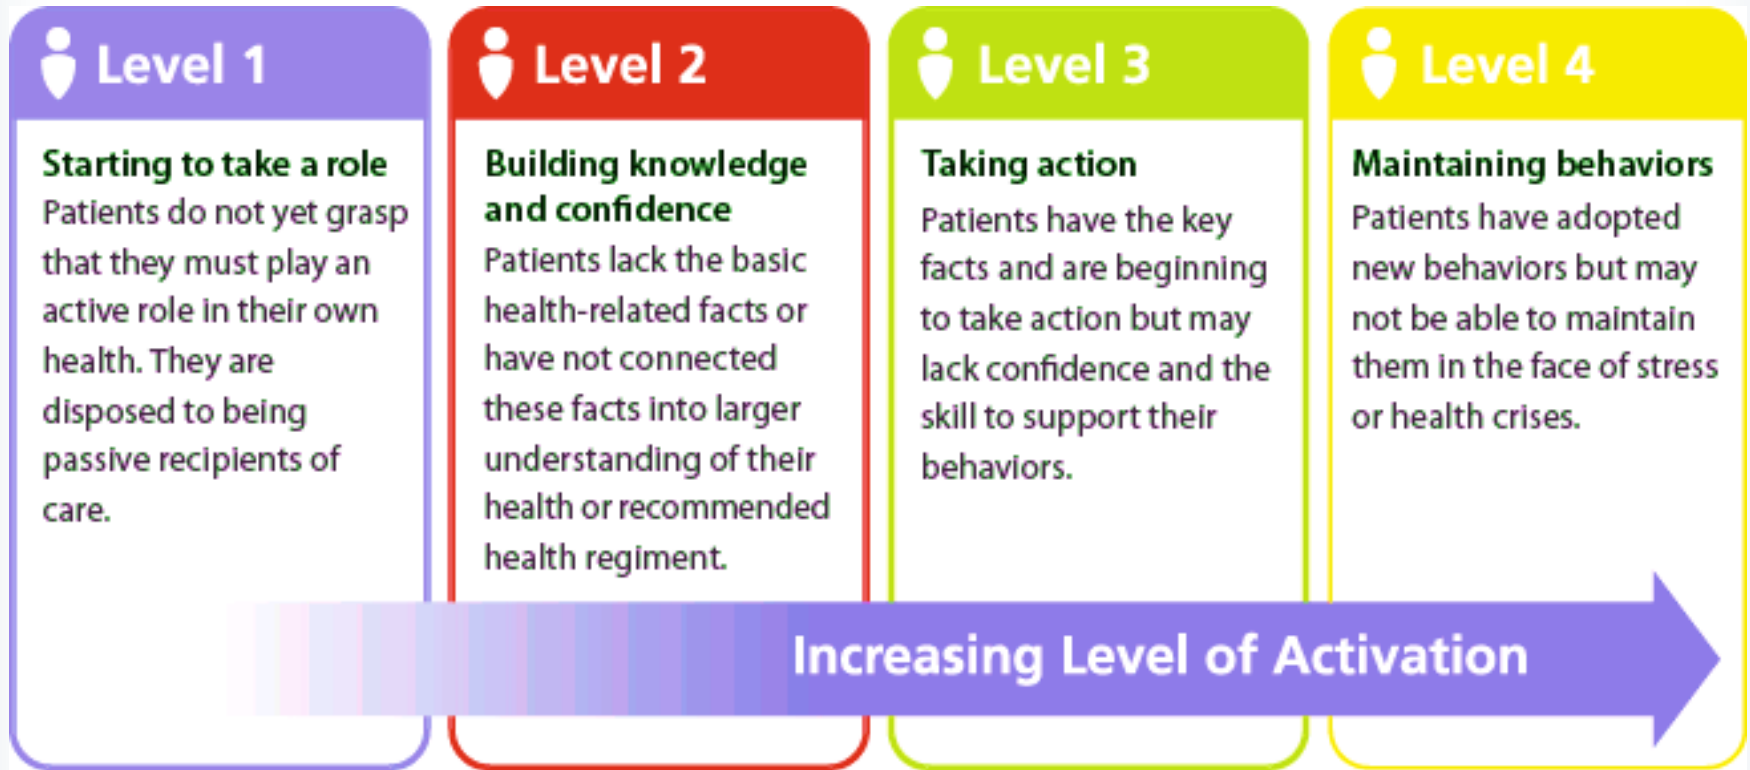 Level 1
Starting to take a role
Patients do not yet grasp
that they must play an
active role in their own
health. They are
disposed to being
passive recipients of
care.
Level 2
Building knowledge
and confidence
Patients lack the basic
health-related facts or
have not connected
these facts into larger
understanding of their
health or recommended
health regiment.
Level 3
Taking action
Patients have the key
facts and are beginning
to take action but may
lack confidence and the
skill to support their
behaviors.
Level 4
Maintaining behaviors
Patients have adopted
new behaviors but may
not be able to maintain
them in the face of stress
or health crises.
Increasing Level of Activation